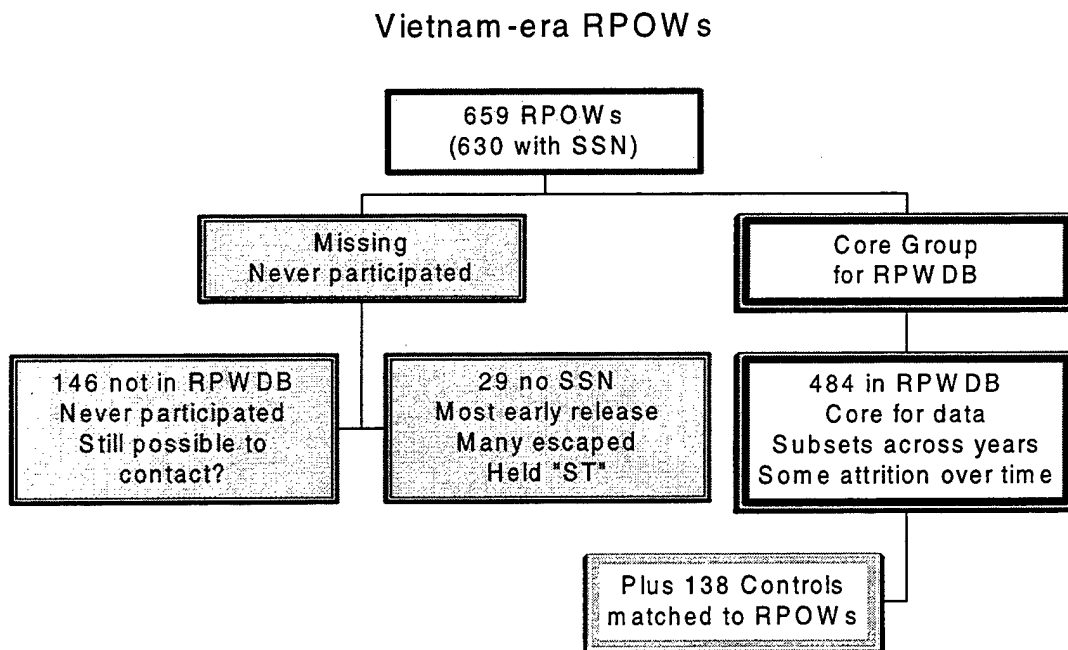 Vietnam-era RPOWs
659 RPOWs
(630 with SSN)
Missing
Never participated
Core Group
for RPWDB
146 not in RPWDB
Never participated
Still possible to
contact?
29 no SSN
Most early release
Many escaped
Held "ST"
484 in RPWDB
Core for data
Subsets across years
Some attrition over time
Plus 138 Controls
matched to RPOWs